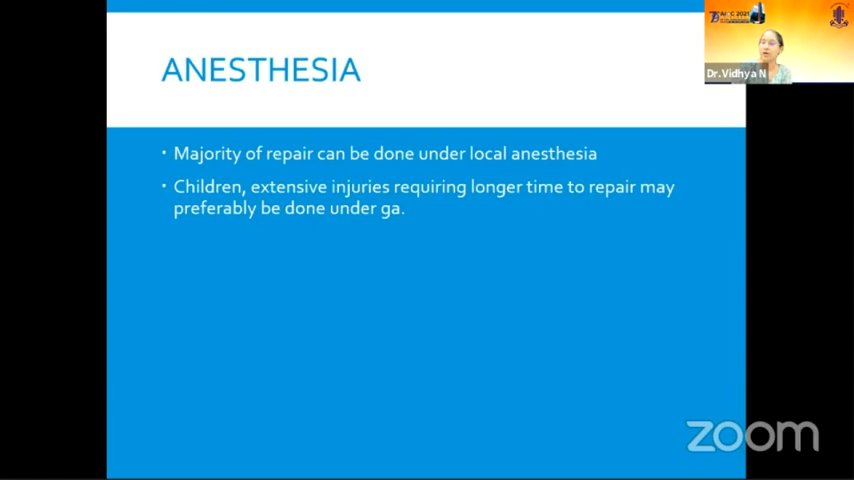 ANESTHESIA
• Majority of repair can be done under local anesthesia
• Children, extensive injuries requiring longer time to repair may
preferably be done under ga.
2021
Dr.Vidhya N
zoom